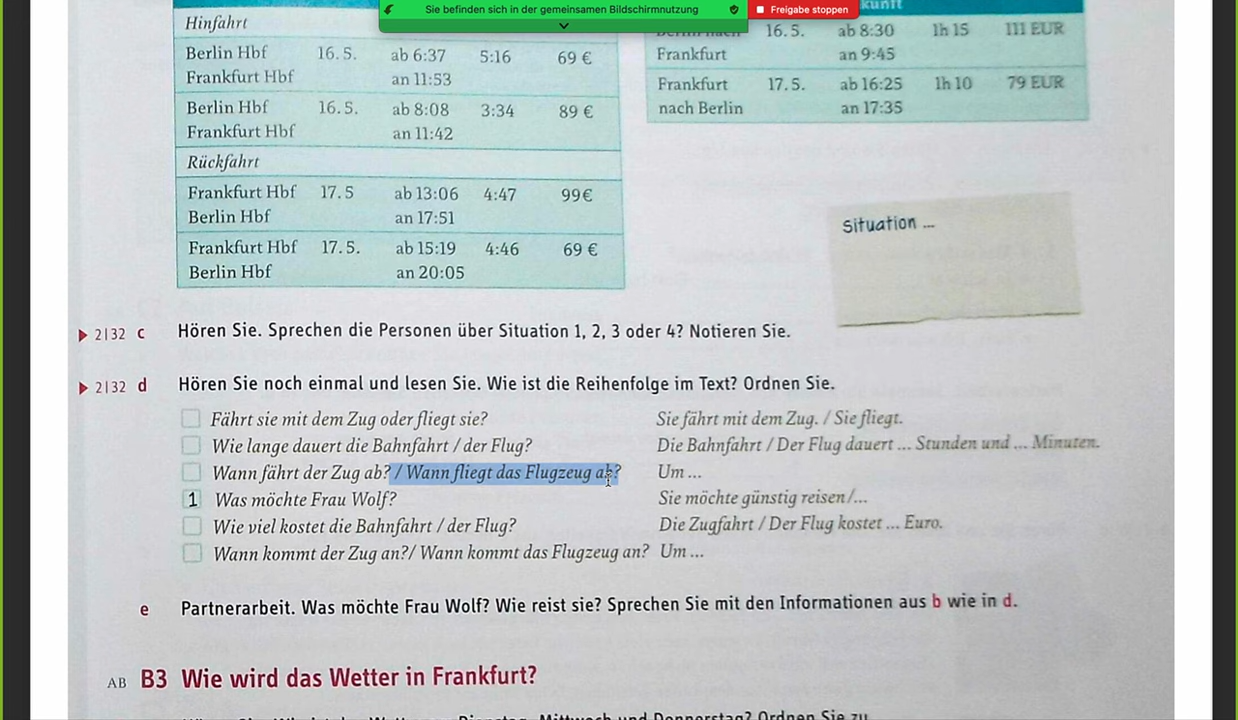 Sie befinden sich in der gemeinsamen Bildschirmnutzung
Freigabe stoppen
Hinfahrt
Berlin Hbf 16.5. ab 6:37 5:16 69 €
Frankfurt Hbf an 11:53
Berlin Hbf 16.5. ab 8:08 3:34 89 €
Frankfurt Hbf an 11:42
Rückfahrt
Frankfurt Hbf 17.5 ab 13:06 4:47 99€
Berlin Hbf an 17:51
Frankfurt Hbf 17.5. ab 15:19 4:46 69 €
Berlin Hbf an 20:05
16.5. ab 8:30 1h 15 111 EUR
Frankfurt an 9:45
Frankfurt 17.5. ab 16:25 1h 10 79 EUR
nach Berlin an 17:35
Situation ...
2|32 c Hören Sie. Sprechen die Personen über Situation 1, 2, 3 oder 4? Notieren Sie.
2|32 d Hören Sie noch einmal und lesen Sie. Wie ist die Reihenfolge im Text? Ordnen Sie.
Fährt sie mit dem Zug oder fliegt sie? Sie fährt mit dem Zug. / Sie fliegt.
Wie lange dauert die Bahnfahrt / der Flug? Die Bahnfahrt / Der Flug dauert ... Stunden und ... Minuten.
Wann fährt der Zug ab? / Wann fliegt das Flugzeug ab? Um ...
1 Was möchte Frau Wolf? Sie möchte günstig reisen/...
Wie viel kostet die Bahnfahrt / der Flug? Die Zugfahrt / Der Flug kostet ... Euro.
Wann kommt der Zug an?/ Wann kommt das Flugzeug an? Um ...
e Partnerarbeit. Was möchte Frau Wolf? Wie reist sie? Sprechen Sie mit den Informationen aus b wie in d.
AB B3 Wie wird das Wetter in Frankfurt?